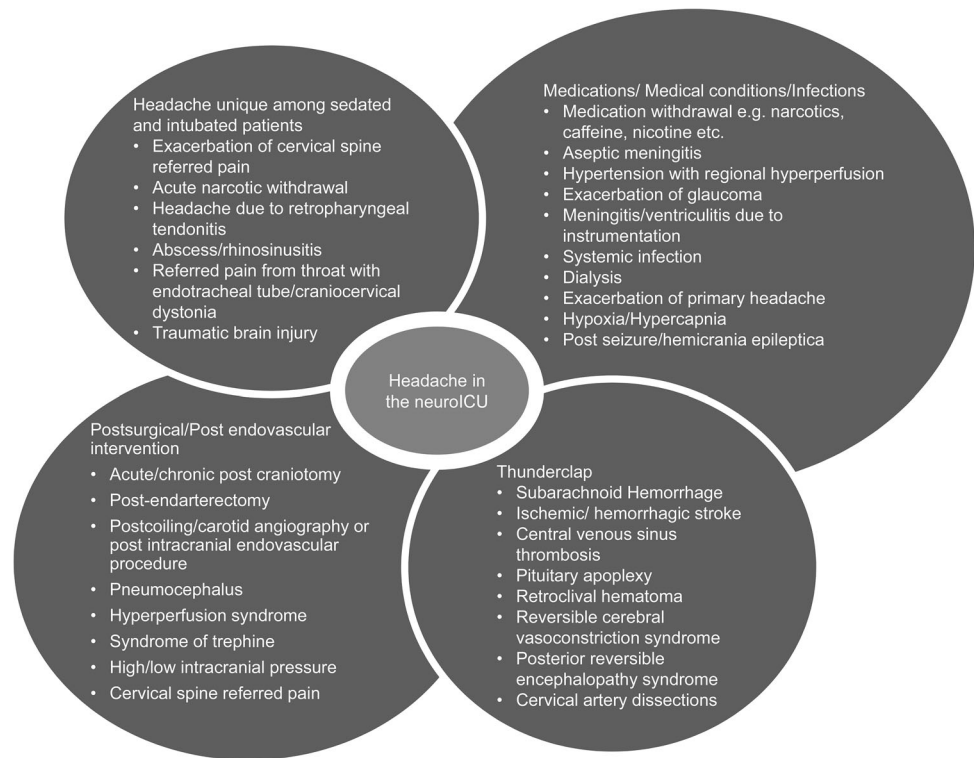 Headache unique among sedated
and intubated patients
• Exacerbation of cervical spine
referred pain
• Acute narcotic withdrawal
• Headache due to retropharyngeal
tendonitis
• Abscess/rhinosinusitis
• Referred pain from throat with
endotracheal tube/craniocervical
dystonia
• Traumatic brain injury
Medications/ Medical conditions/Infections
• Medication withdrawal e.g. narcotics,
caffeine, nicotine etc.
• Aseptic meningitis
• Hypertension with regional hyperperfusion
• Exacerbation of glaucoma
• Meningitis/ventriculitis due to
instrumentation
• Systemic infection
• Dialysis
• Exacerbation of primary headache
• Hypoxia/Hypercapnia
• Post seizure/hemicrania epileptica
Headache in
the neuroICU
Postsurgical/Post endovascular
intervention
• Acute/chronic post craniotomy
• Post-endarterectomy
• Postcoiling/carotid angiography or
post intracranial endovascular
procedure
• Pneumocephalus
• Hyperperfusion syndrome
• Syndrome of trephine
• High/low intracranial pressure
• Cervical spine referred pain
Thunderclap
• Subarachnoid Hemorrhage
• Ischemic/ hemorrhagic stroke
• Central venous sinus
thrombosis
• Pituitary apoplexy
• Retroclival hematoma
• Reversible cerebral
vasoconstriction syndrome
• Posterior reversible
encephalopathy syndrome
• Cervical artery dissections